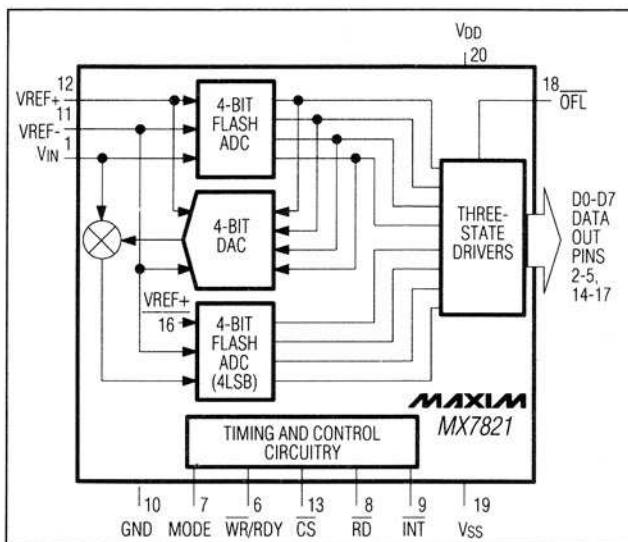 VDD
20
12
VREF+
11
VREF-
1
VIN
4-BIT
FLASH
ADC
18
OFL
4-BIT
DAC
THREE-
STATE
DRIVERS
D0-D7
DATA
OUT
PINS
2-5,
14-17
VREF+
16
4-BIT
FLASH
ADC
(4LSB)
MAXIM
MX7821
TIMING AND CONTROL
CIRCUITRY
10 7 6 13 8 9 19
GND MODE WR/RDY CS RD INT VSS